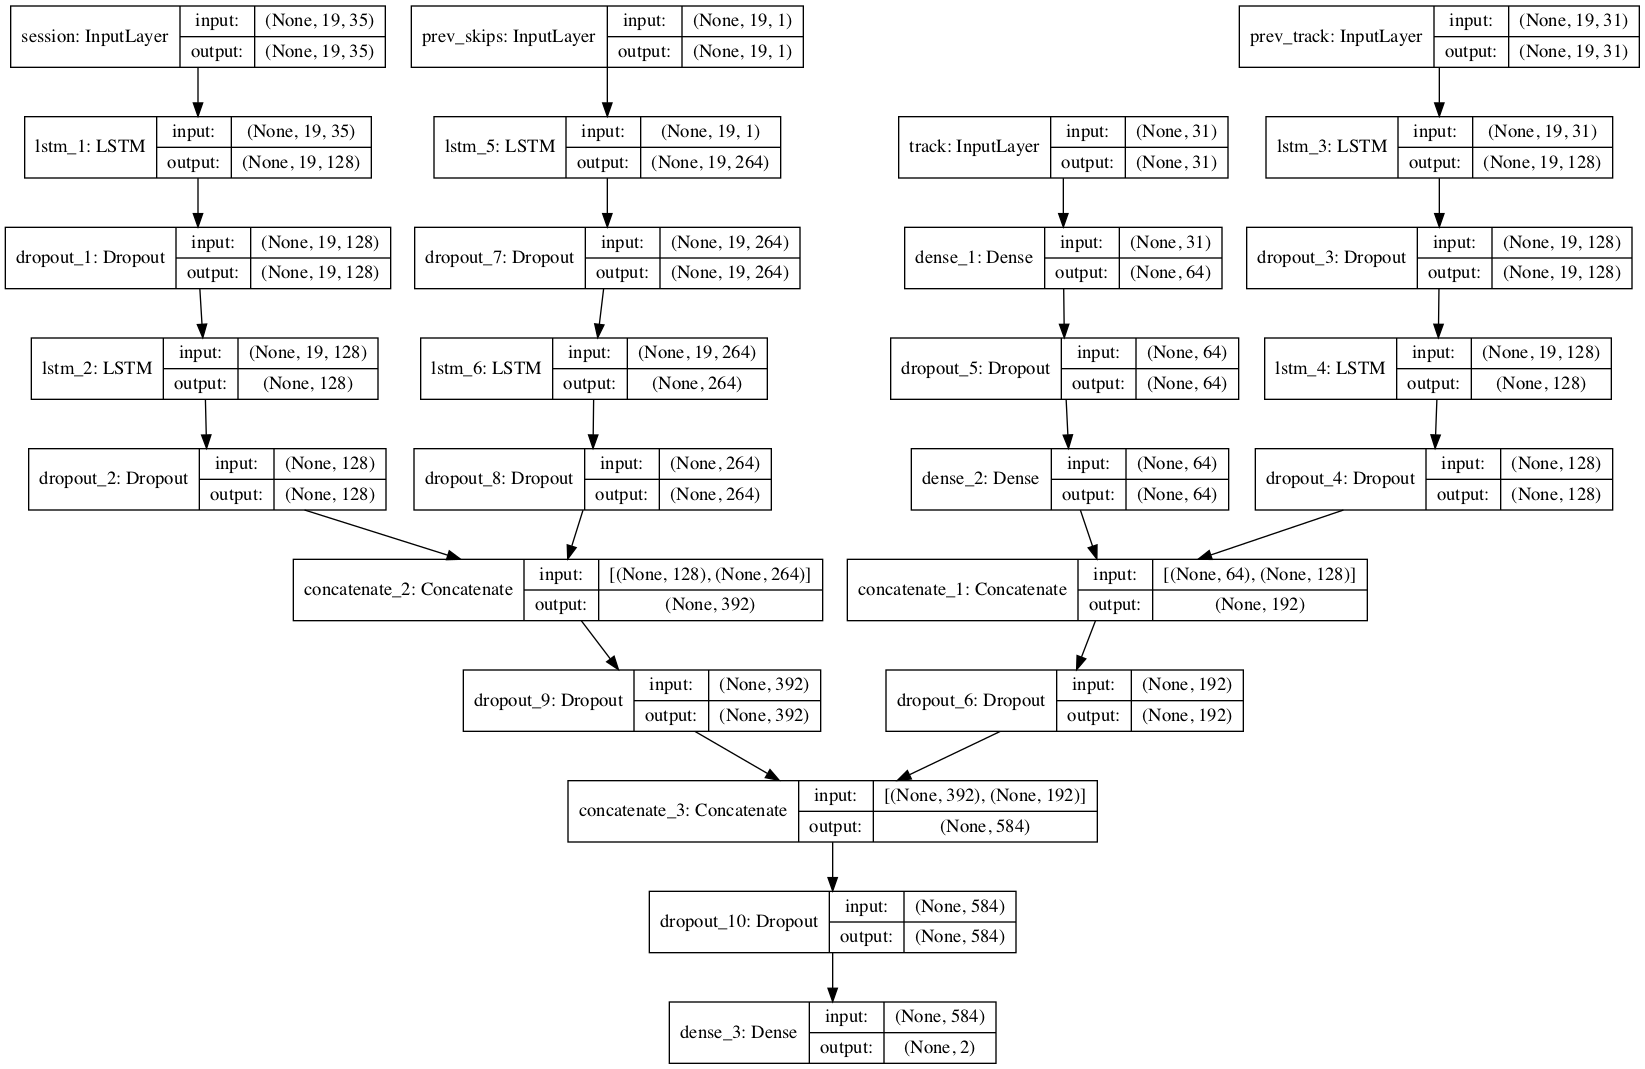 session: InputLayer input: (None, 19, 35)
output: (None, 19, 35)
prev_skips: InputLayer input: (None, 19, 1)
output: (None, 19, 1)
prev_track: InputLayer input: (None, 19, 31)
output: (None, 19, 31)
lstm_1: LSTM input: (None, 19, 35)
output: (None, 19, 128)
lstm_5: LSTM input: (None, 19, 1)
output: (None, 19, 264)
track: InputLayer input: (None, 31)
output: (None, 31)
lstm_3: LSTM input: (None, 19, 31)
output: (None, 19, 128)
dropout_1: Dropout input: (None, 19, 128)
output: (None, 19, 128)
dropout_7: Dropout input: (None, 19, 264)
output: (None, 19, 264)
dense_1: Dense input: (None, 31)
output: (None, 64)
dropout_3: Dropout input: (None, 19, 128)
output: (None, 19, 128)
lstm_2: LSTM input: (None, 19, 128)
output: (None, 128)
lstm_6: LSTM input: (None, 19, 264)
output: (None, 264)
dropout_5: Dropout input: (None, 64)
output: (None, 64)
lstm_4: LSTM input: (None, 19, 128)
output: (None, 128)
dropout_2: Dropout input: (None, 128)
output: (None, 128)
dropout_8: Dropout input: (None, 264)
output: (None, 264)
dense_2: Dense input: (None, 64)
output: (None, 64)
dropout_4: Dropout input: (None, 128)
output: (None, 128)
concatenate_2: Concatenate input: [(None, 128), (None, 264)]
output: (None, 392)
concatenate_1: Concatenate input: [(None, 64), (None, 128)]
output: (None, 192)
dropout_9: Dropout input: (None, 392)
output: (None, 392)
dropout_6: Dropout input: (None, 192)
output: (None, 192)
concatenate_3: Concatenate input: [(None, 392), (None, 192)]
output: (None, 584)
dropout_10: Dropout input: (None, 584)
output: (None, 584)
dense_3: Dense input: (None, 584)
output: (None, 2)